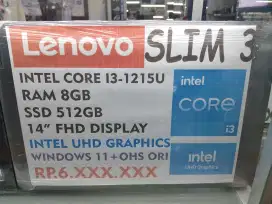 Lenovo SLIM 3
INTEL CORE I3-1215U
RAM 8GB
SSD 512GB
14" FHD DISPLAY
INTEL UHD GRAPHICS
WINDOWS 11+OHS ORI
RP.6.XXX.XXX
intel
CORE
i3
intel
UHD Graphics